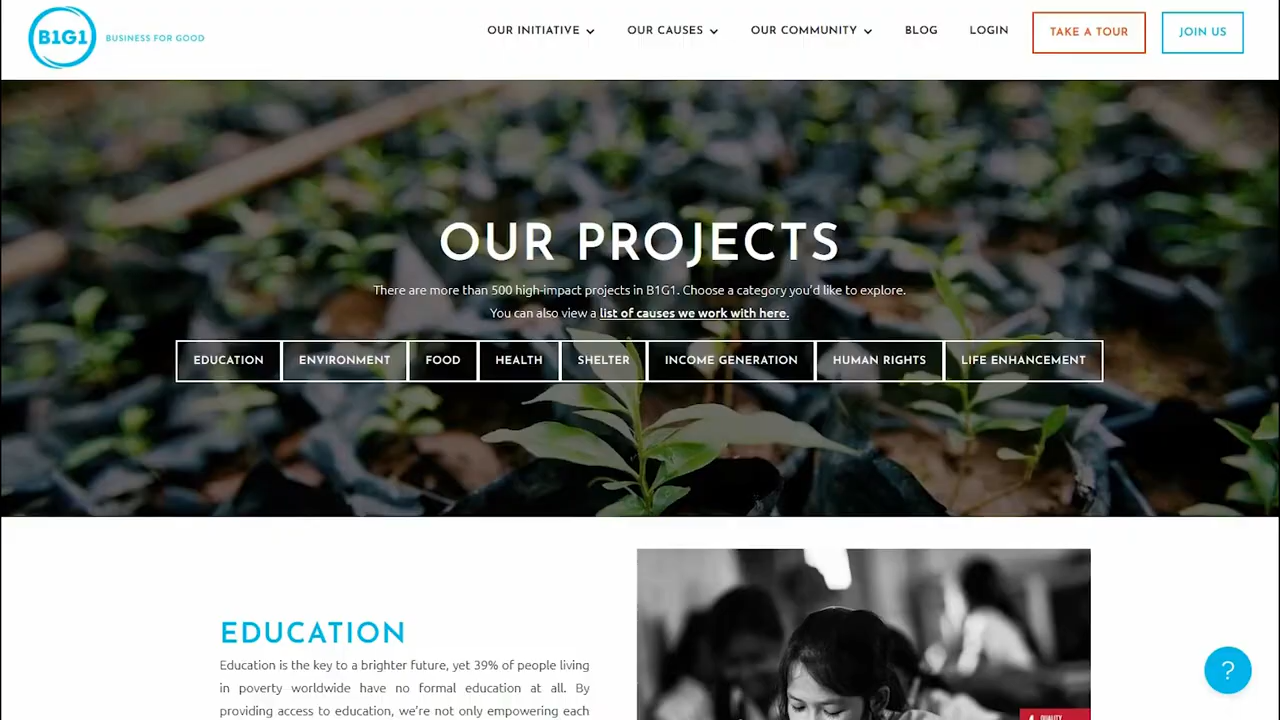 B1G1 BUSINESS FOR GOOD
OUR INITIATIVE OUR CAUSES OUR COMMUNITY BLOG LOGIN TAKE A TOUR JOIN US
OUR PROJECTS
There are more than 500 high-impact projects in B1G1. Choose a category you'd like to explore.
You can also view a list of causes we work with here.
EDUCATION ENVIRONMENT FOOD HEALTH SHELTER INCOME GENERATION HUMAN RIGHTS LIFE ENHANCEMENT
EDUCATION
Education is the key to a brighter future, yet 39% of people living
in poverty worldwide have no formal education at all. By
providing access to education, we're not only empowering each
?
QUALITY